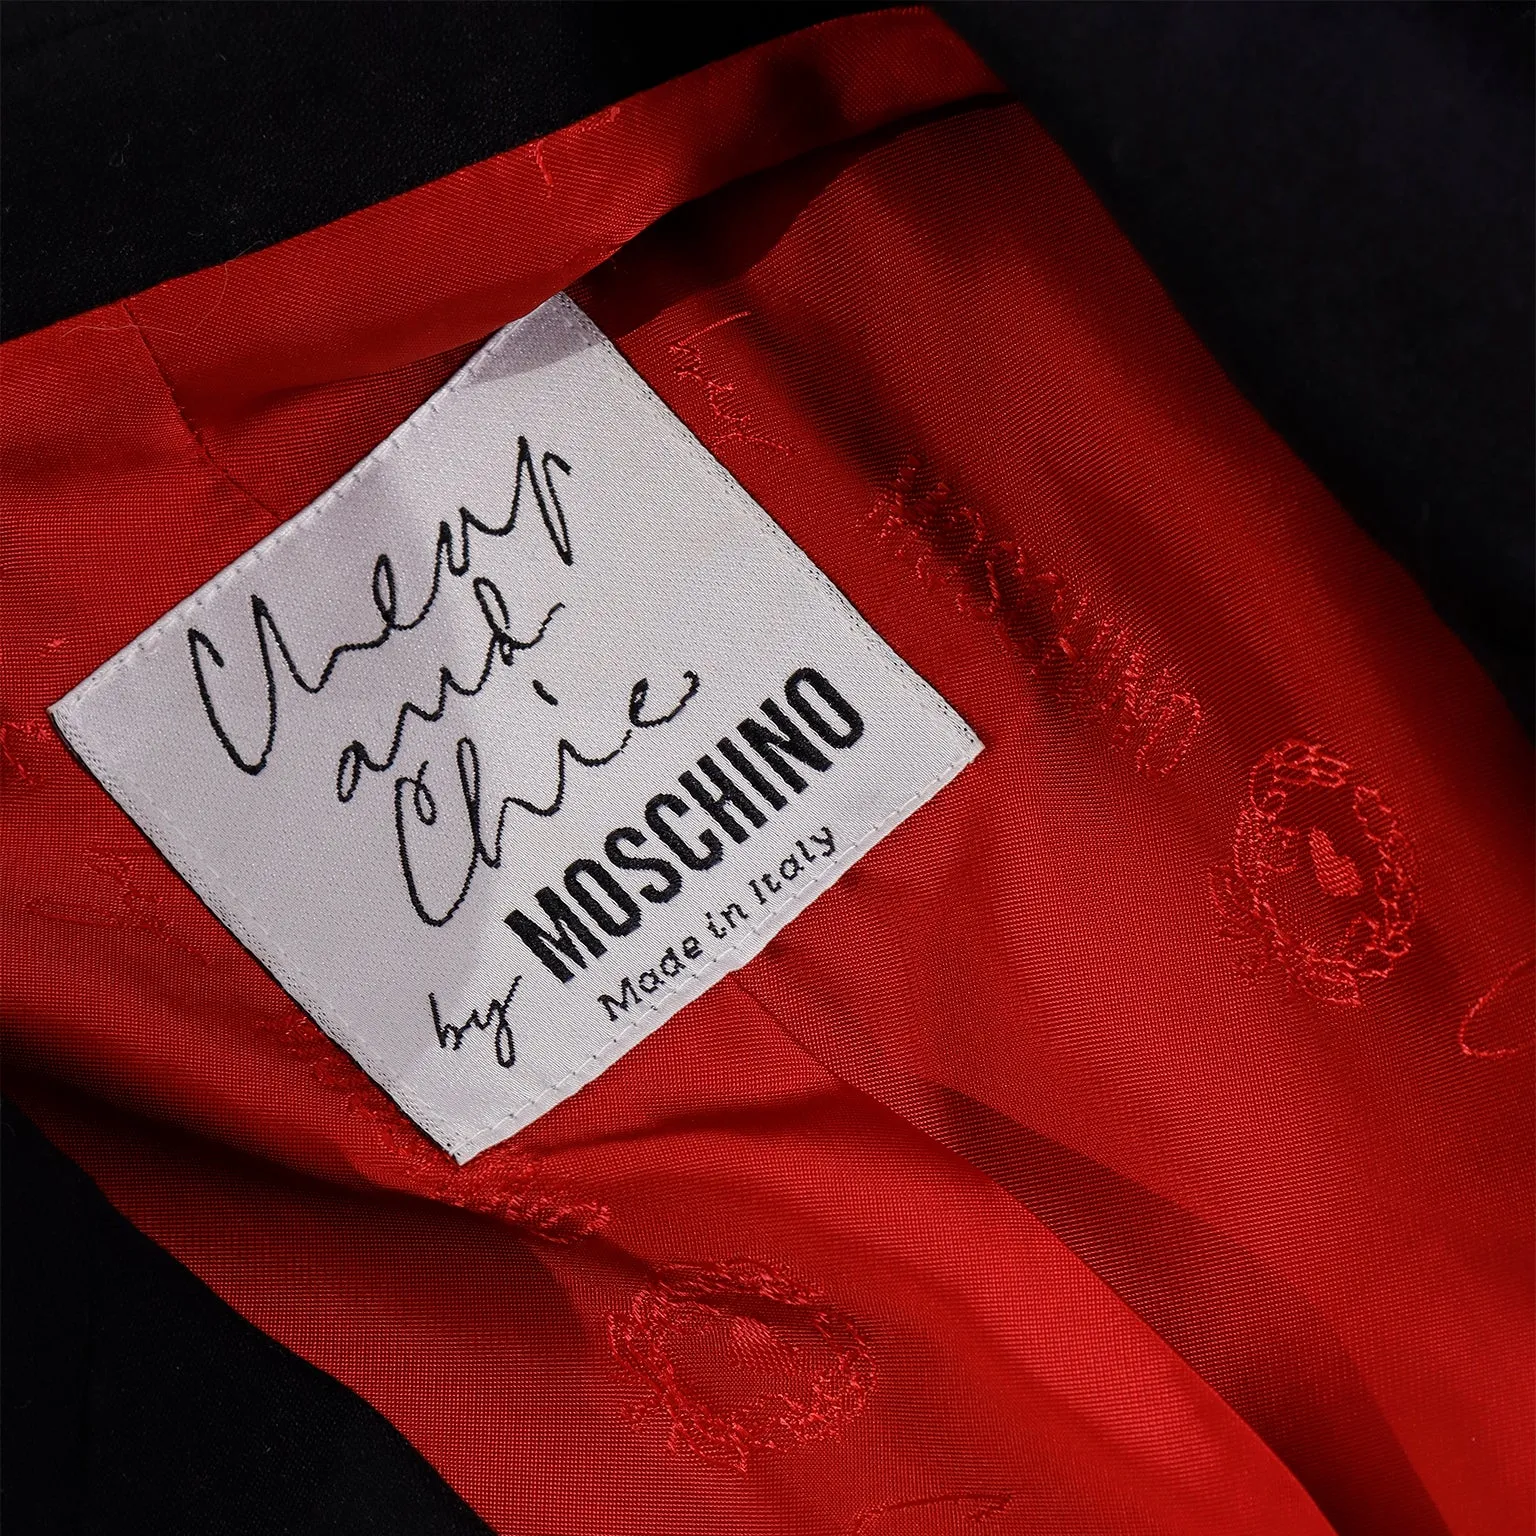 Cheap
and
Chic
by MOSCHINO
Made in Italy